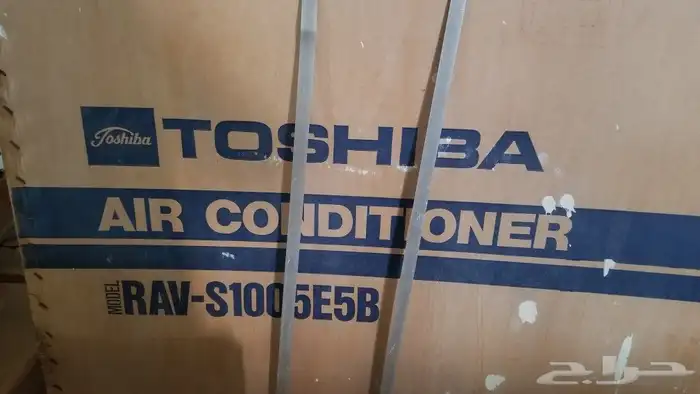 Toshiba TOSHIBA
AIR CONDITIONER
MODEL RAV-S1005E5B
حراج